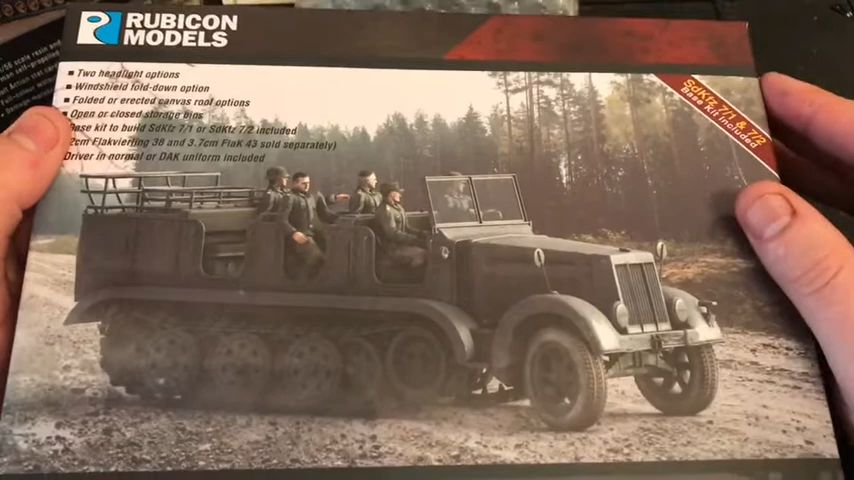 RUBICON
MODELS
Two headlight options
Windshield fold-down option
Folded or erected canvas roof options
Open or closed storage bins
Base kit to build SdKfz 7/1 or SdKfz 7/2 included
2cm Flakvierling 38 and 3.7cm FlaK 43 sold separately)
Driver in normal or DAK uniform included
SdKfz 7/1 & 7/2
Base Kit included